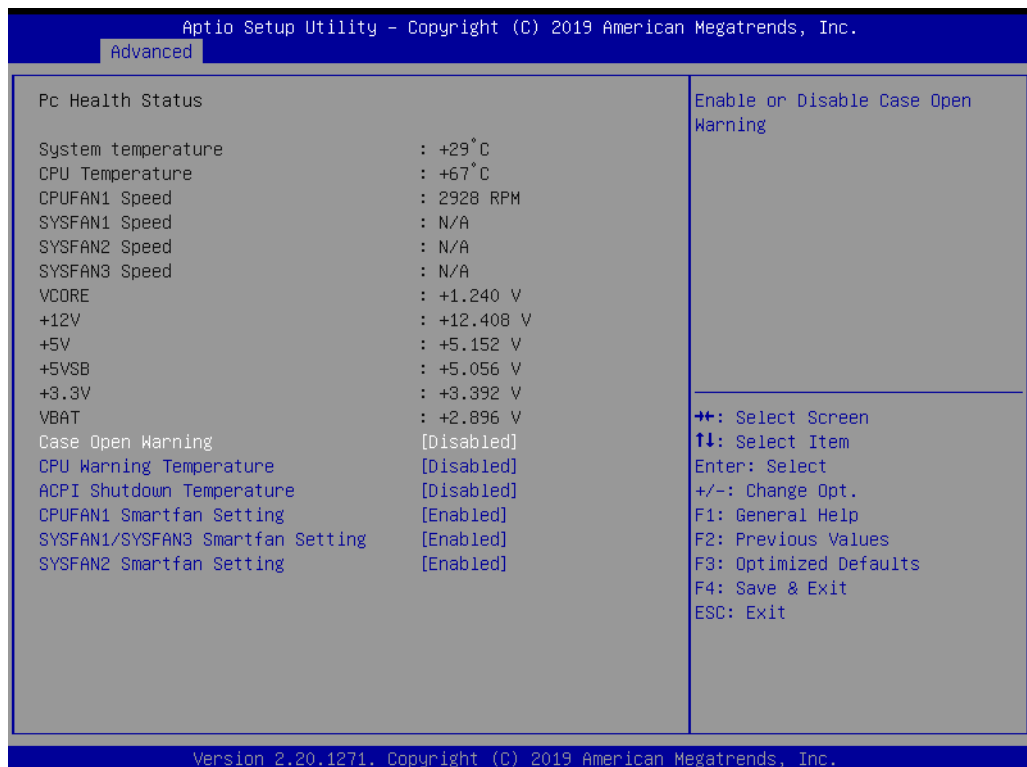 Aptio Setup Utility – Copyright (C) 2019 American Megatrends, Inc.
Advanced
Pc Health Status
System temperature : +29°C
CPU Temperature : +67°C
CPUFAN1 Speed : 2928 RPM
SYSFAN1 Speed : N/A
SYSFAN2 Speed : N/A
SYSFAN3 Speed : N/A
VCORE : +1.240 V
+12V : +12.408 V
+5V : +5.152 V
+5VSB : +5.056 V
+3.3V : +3.392 V
VBAT : +2.896 V
Case Open Warning [Disabled]
CPU Warning Temperature [Disabled]
ACPI Shutdown Temperature [Disabled]
CPUFAN1 Smartfan Setting [Enabled]
SYSFAN1/SYSFAN3 Smartfan Setting [Enabled]
SYSFAN2 Smartfan Setting [Enabled]
Enable or Disable Case Open
Warning
→←: Select Screen
↑↓: Select Item
Enter: Select
+/-: Change Opt.
F1: General Help
F2: Previous Values
F3: Optimized Defaults
F4: Save & Exit
ESC: Exit
Version 2.20.1271. Copyright (C) 2019 American Megatrends, Inc.